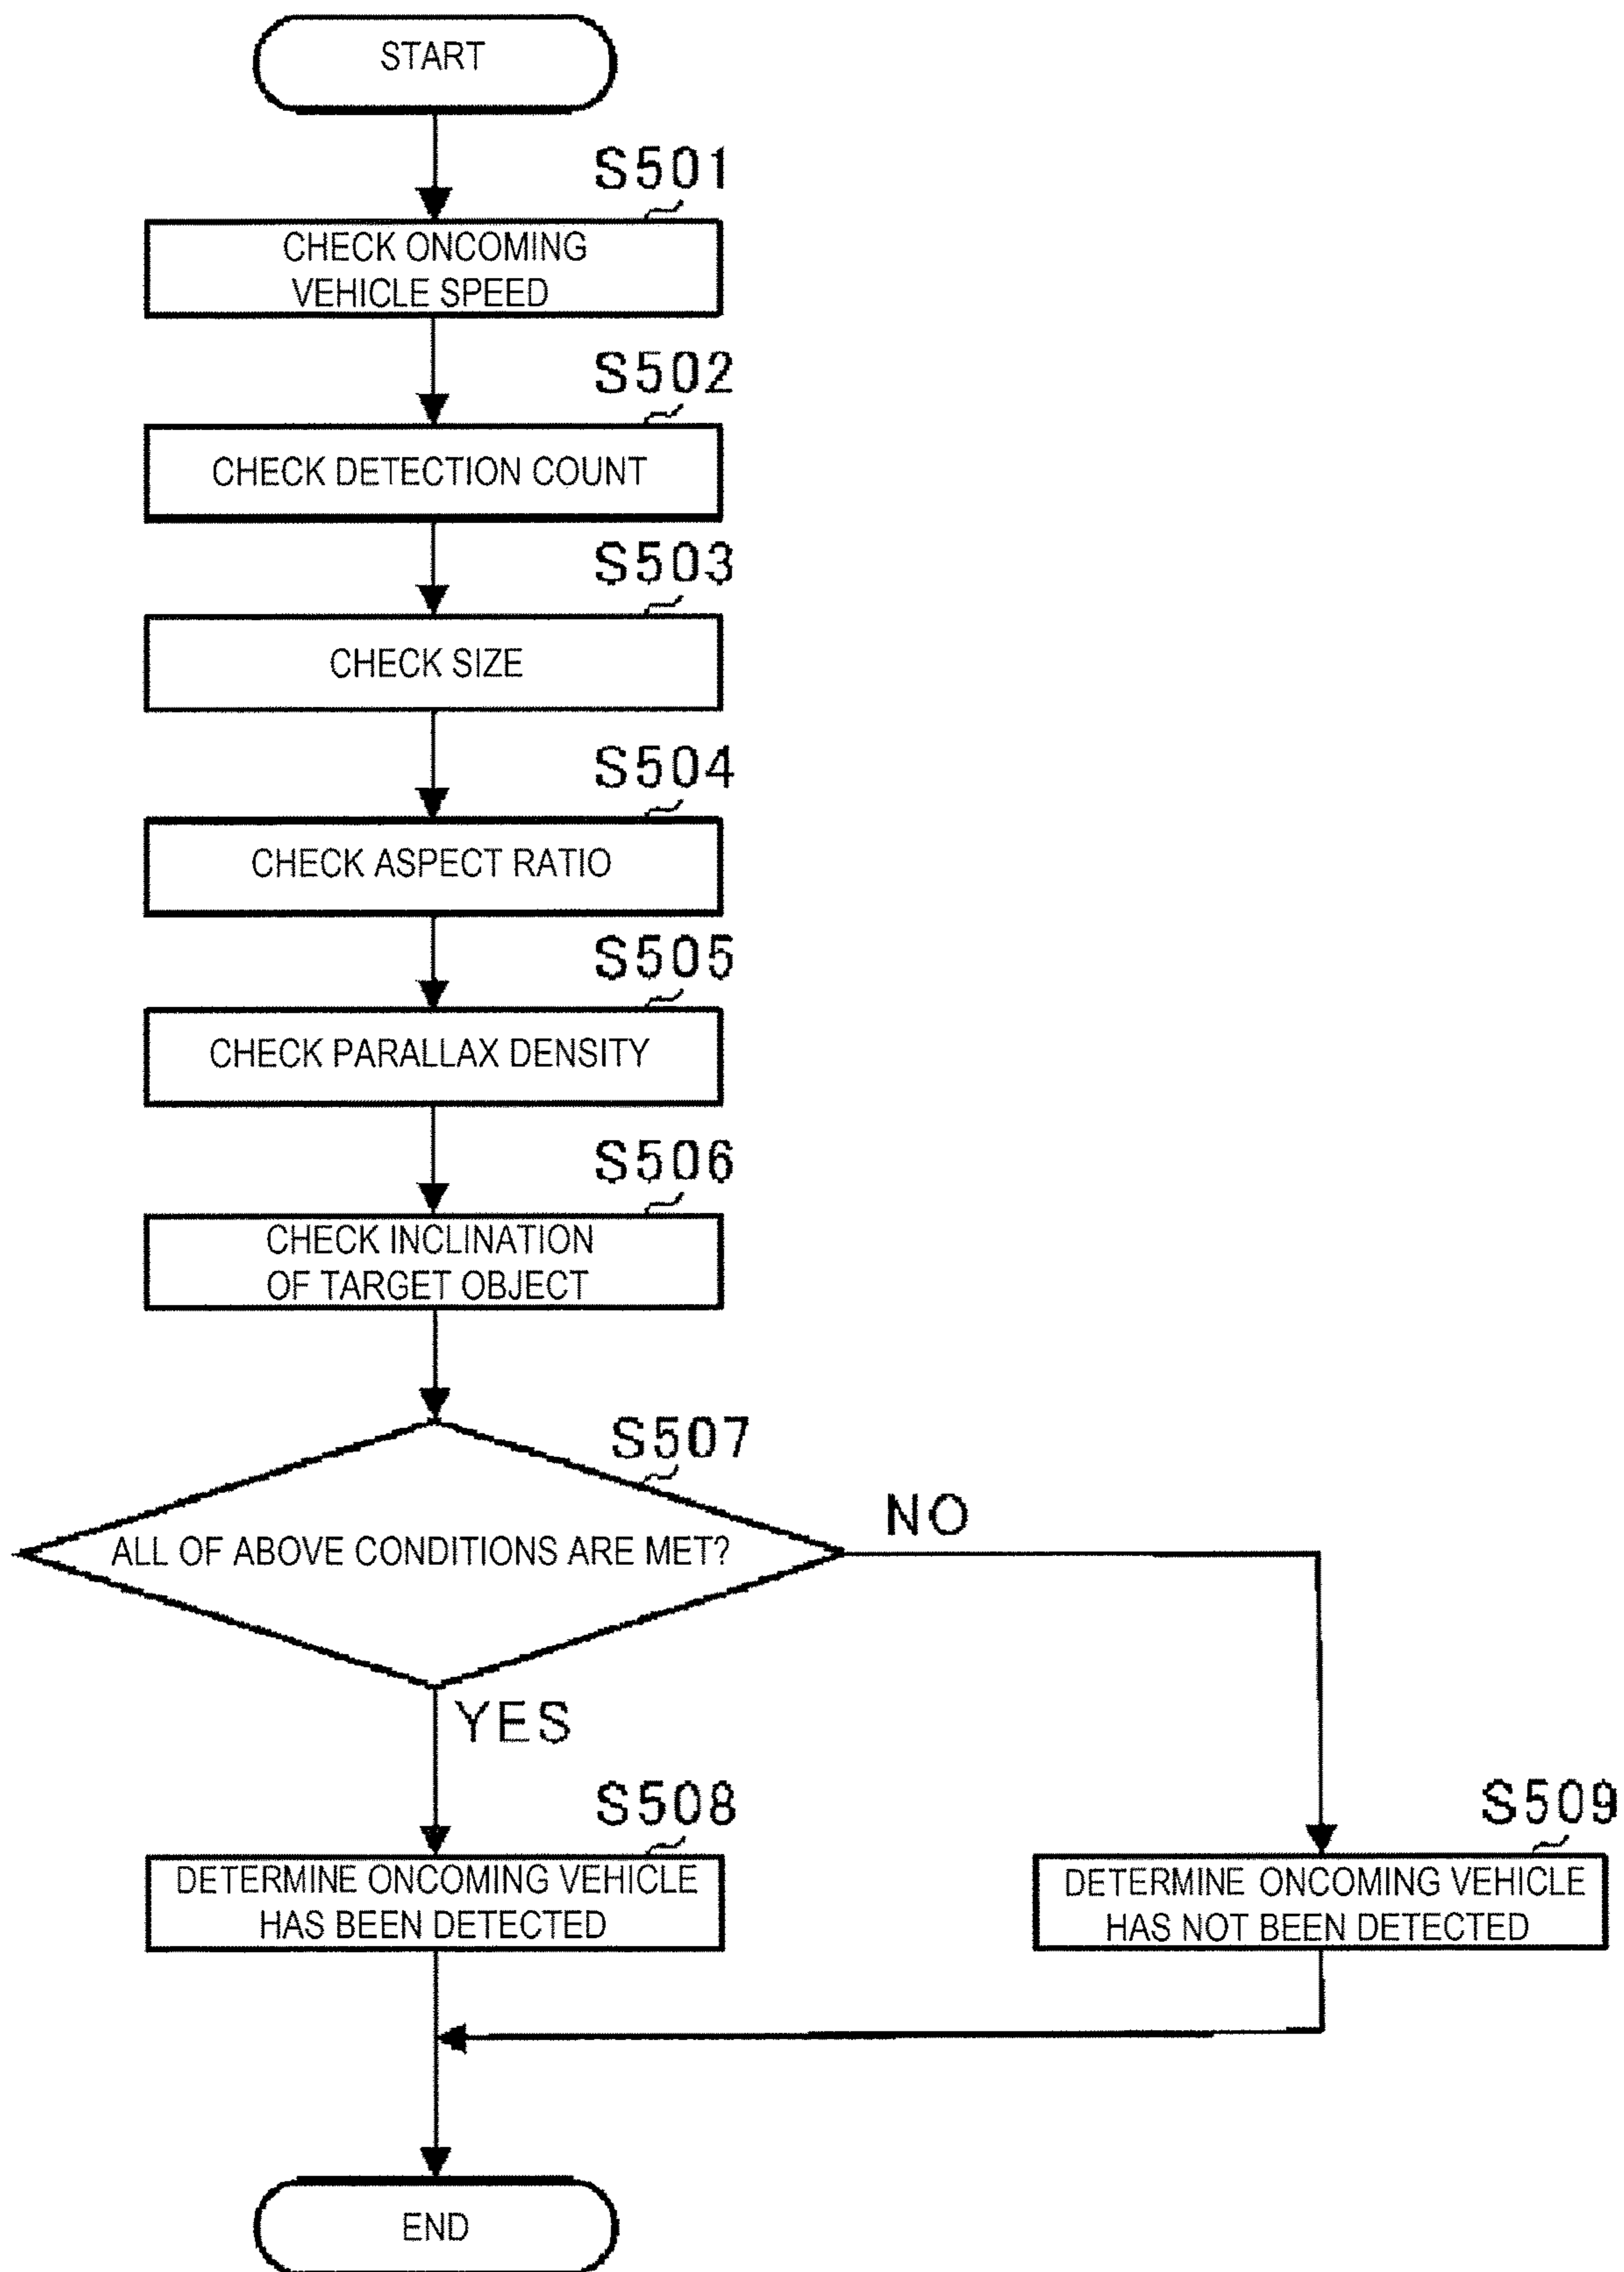 START
S501
CHECK ONCOMING
VEHICLE SPEED
S502
CHECK DETECTION COUNT
S503
CHECK SIZE
S504
CHECK ASPECT RATIO
S505
CHECK PARALLAX DENSITY
S506
CHECK INCLINATION
OF TARGET OBJECT
S507
ALL OF ABOVE CONDITIONS ARE MET?
NO
YES
S508
DETERMINE ONCOMING VEHICLE
HAS BEEN DETECTED
S509
DETERMINE ONCOMING VEHICLE
HAS NOT BEEN DETECTED
END